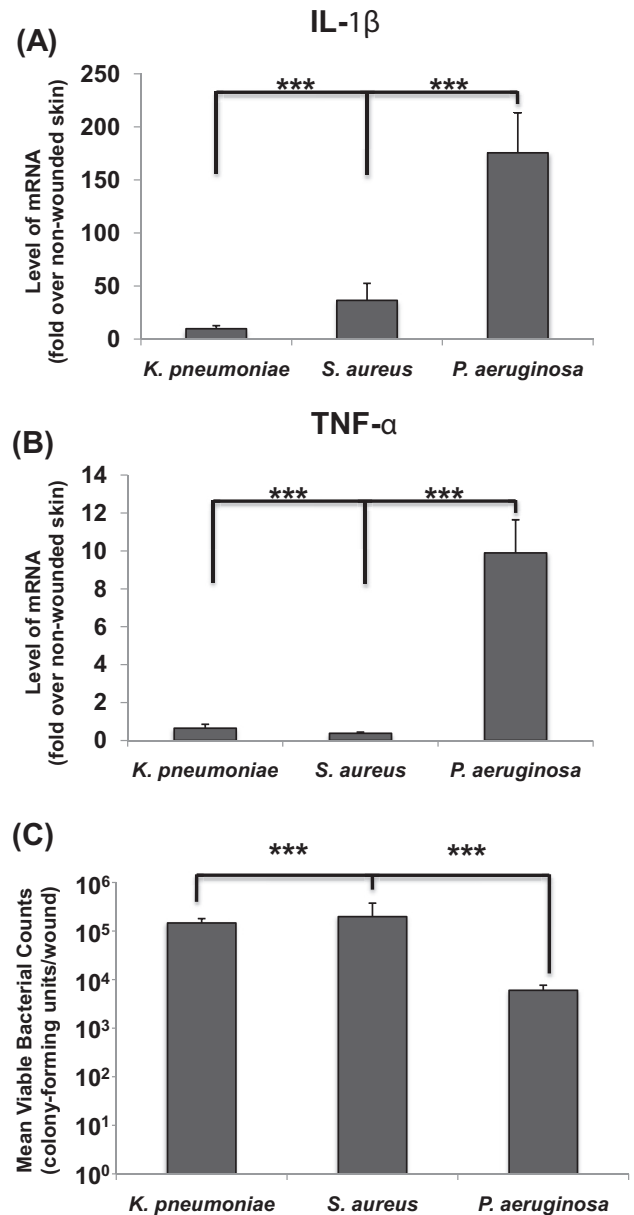 (A)
IL-1β
***
***
250
200
150
100
50
0
Level of mRNA
(fold over non-wounded skin)
K. pneumoniae S. aureus P. aeruginosa
(B)
TNF-α
***
***
14
12
10
8
6
4
2
0
Level of mRNA
(fold over non-wounded skin)
K. pneumoniae S. aureus P. aeruginosa
(C)
***
***
10⁶
10⁵
10⁴
10³
10²
10¹
10⁰
Mean Viable Bacterial Counts
(colony-forming units/wound)
K. pneumoniae S. aureus P. aeruginosa